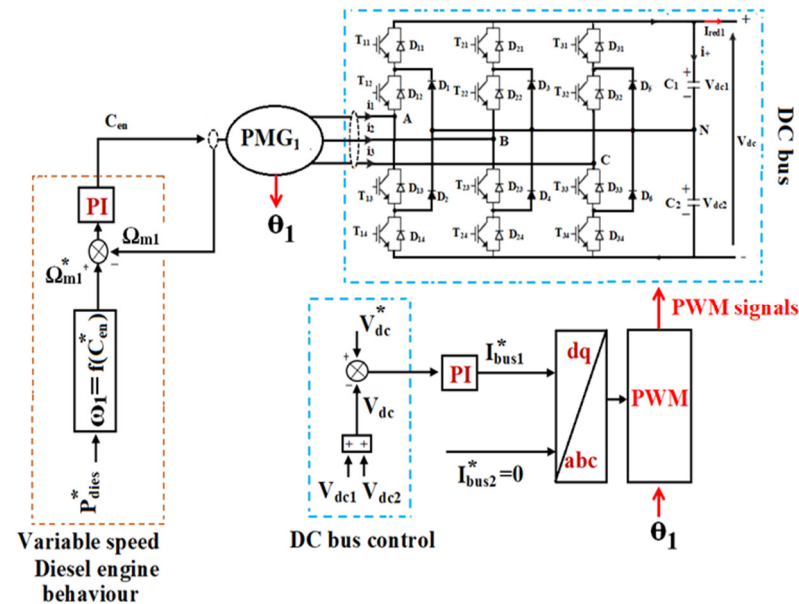 T11 D11 T21 D21 T31 D31
Ired1 +
i+
T12 D12 D1 T22 D22 D3 T32 D32 D5
C1 + - Vdc1
Cen
PMG1
i1 A
i2 B
i3 C
N
Vdc
DC bus
θ1
T13 D13 D2 T23 D23 D4 T33 D33 D6
C2 + - Vdc2
T14 D14 T24 D24 T34 D34
-
PI
Ωm1
Ω*m1 + -
ω1= f(C*en)
P*dies
Variable speed
Diesel engine
behaviour
V*dc
+
-
Vdc
+ +
Vdc1 Vdc2
DC bus control
PI
I*bus1
I*bus2=0
dq
abc
PWM
PWM signals
θ1